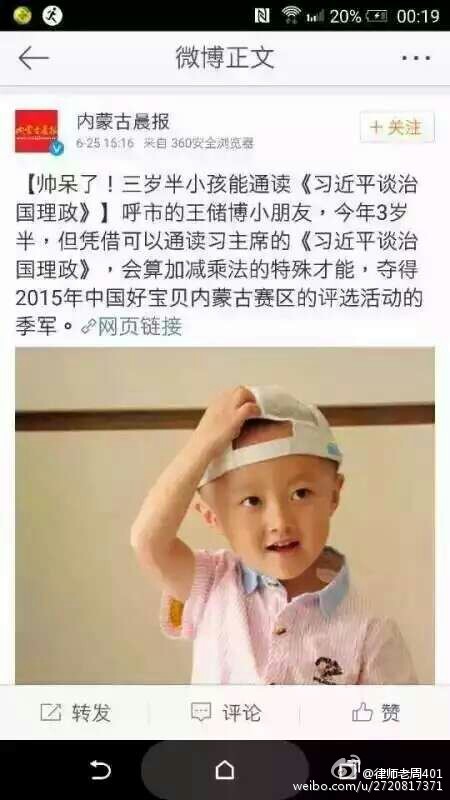 20% 00:19
微博正文
内蒙古晨报
内蒙古晨报
6-25 15:16 来自 360安全浏览器
+ 关注
【帅呆了！三岁半小孩能通读《习近平谈治
国理政》】呼市的王储博小朋友，今年3岁
半，但凭借可以通读习主席的《习近平谈治
国理政》，会算加减乘法的特殊才能，夺得
2015年中国好宝贝内蒙古赛区的评选活动的
季军。网页链接
转发 评论 赞
@律师老周401
weibo.com/u/2720817371